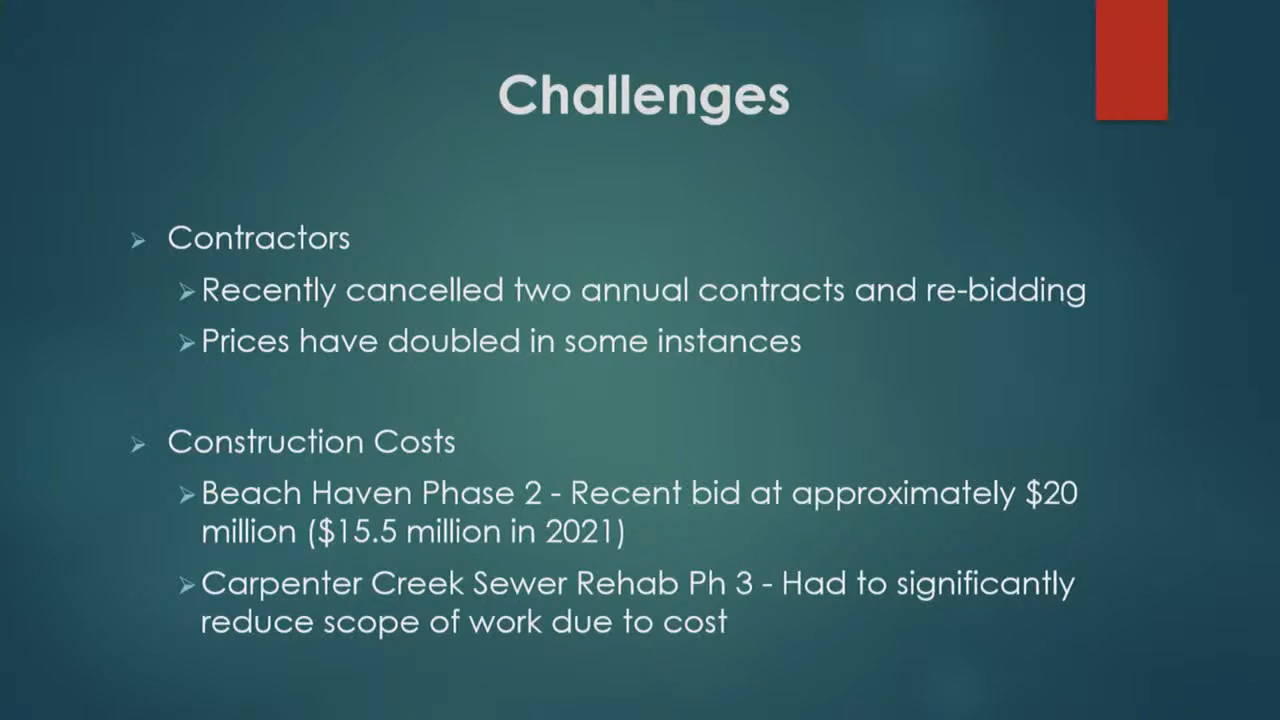 Challenges
Contractors
Recently cancelled two annual contracts and re-bidding
Prices have doubled in some instances
Construction Costs
Beach Haven Phase 2 - Recent bid at approximately $20
million ($15.5 million in 2021)
Carpenter Creek Sewer Rehab Ph 3 - Had to significantly
reduce scope of work due to cost